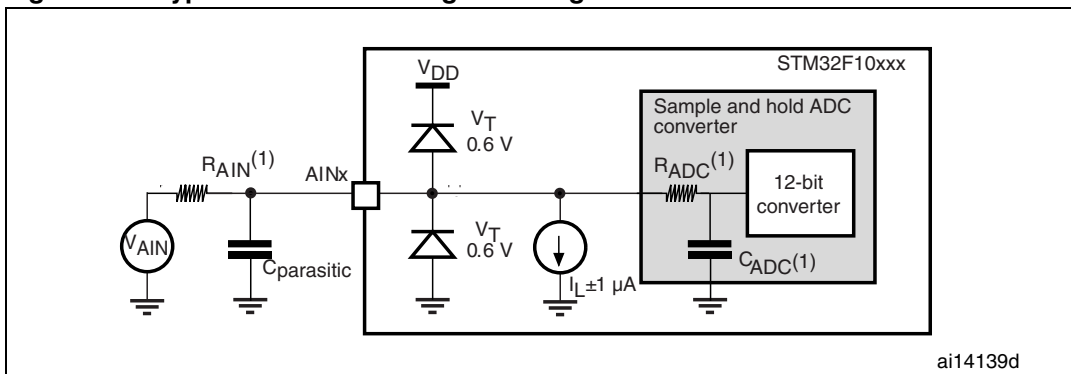 STM32F10xxx
VDD
Sample and hold ADC
converter
VT
0.6 V
RAIN(1)
AINx
RADC(1)
12-bit
converter
VAIN
Cparasitic
VT
0.6 V
IL±1 µA
CADC(1)
ai14139d